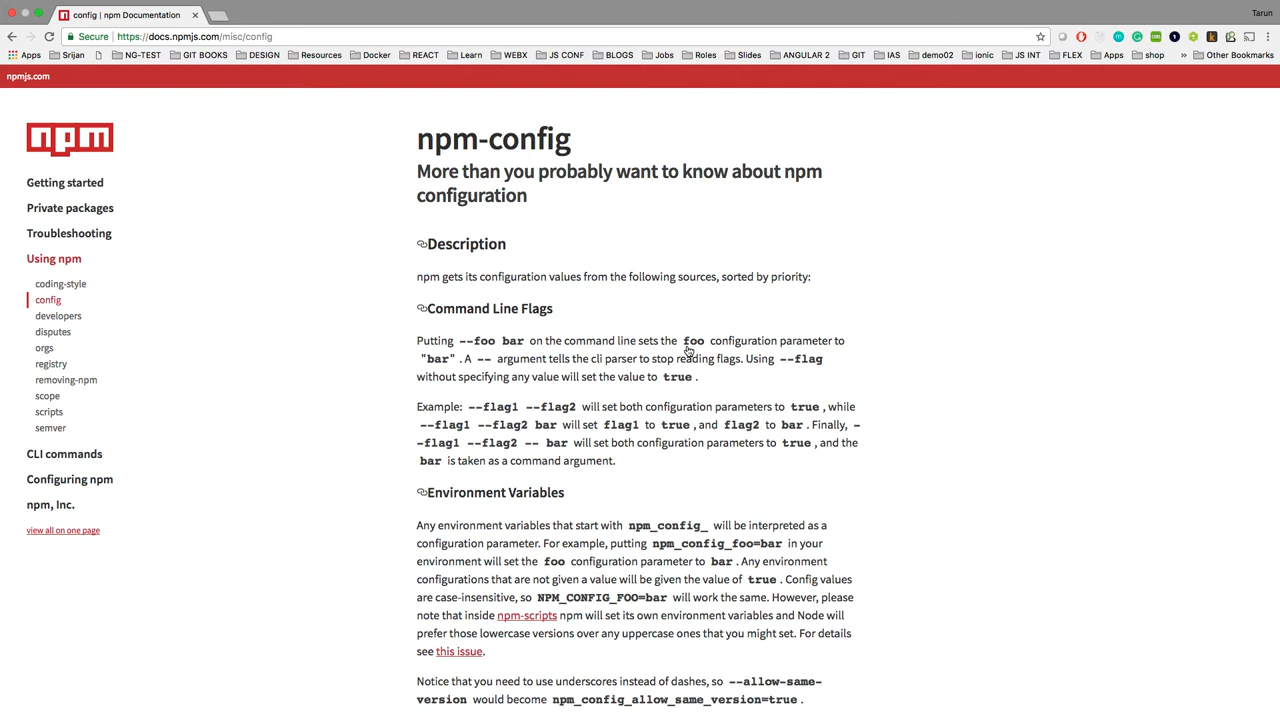 config | npm Documentation
Tarun
Secure https://docs.npmjs.com/misc/config
Apps Srijan NG-TEST GIT BOOKS DESIGN Resources Docker REACT Learn WEBX JS CONF BLOGS Jobs Roles Slides ANGULAR 2 GIT IAS demo02 ionic JS INT FLEX Apps shop » Other Bookmarks
npmjs.com
npm
Getting started
Private packages
Troubleshooting
Using npm
coding-style
config
developers
disputes
orgs
registry
removing-npm
scope
scripts
semver
CLI commands
Configuring npm
npm, Inc.
view all on one page
npm-config
More than you probably want to know about npm
configuration
Description
npm gets its configuration values from the following sources, sorted by priority:
Command Line Flags
Putting --foo bar on the command line sets the foo configuration parameter to
"bar" . A -- argument tells the cli parser to stop reading flags. Using --flag
without specifying any value will set the value to true .
Example: --flag1 --flag2 will set both configuration parameters to true , while
--flag1 --flag2 bar will set flag1 to true , and flag2 to bar . Finally, -
-flag1 --flag2 -- bar will set both configuration parameters to true , and the
bar is taken as a command argument.
Environment Variables
Any environment variables that start with npm_config_ will be interpreted as a
configuration parameter. For example, putting npm_config_foo=bar in your
environment will set the foo configuration parameter to bar . Any environment
configurations that are not given a value will be given the value of true . Config values
are case-insensitive, so NPM_CONFIG_FOO=bar will work the same. However, please
note that inside npm-scripts npm will set its own environment variables and Node will
prefer those lowercase versions over any uppercase ones that you might set. For details
see this issue.
Notice that you need to use underscores instead of dashes, so --allow-same-
version would become npm_config_allow_same_version=true .